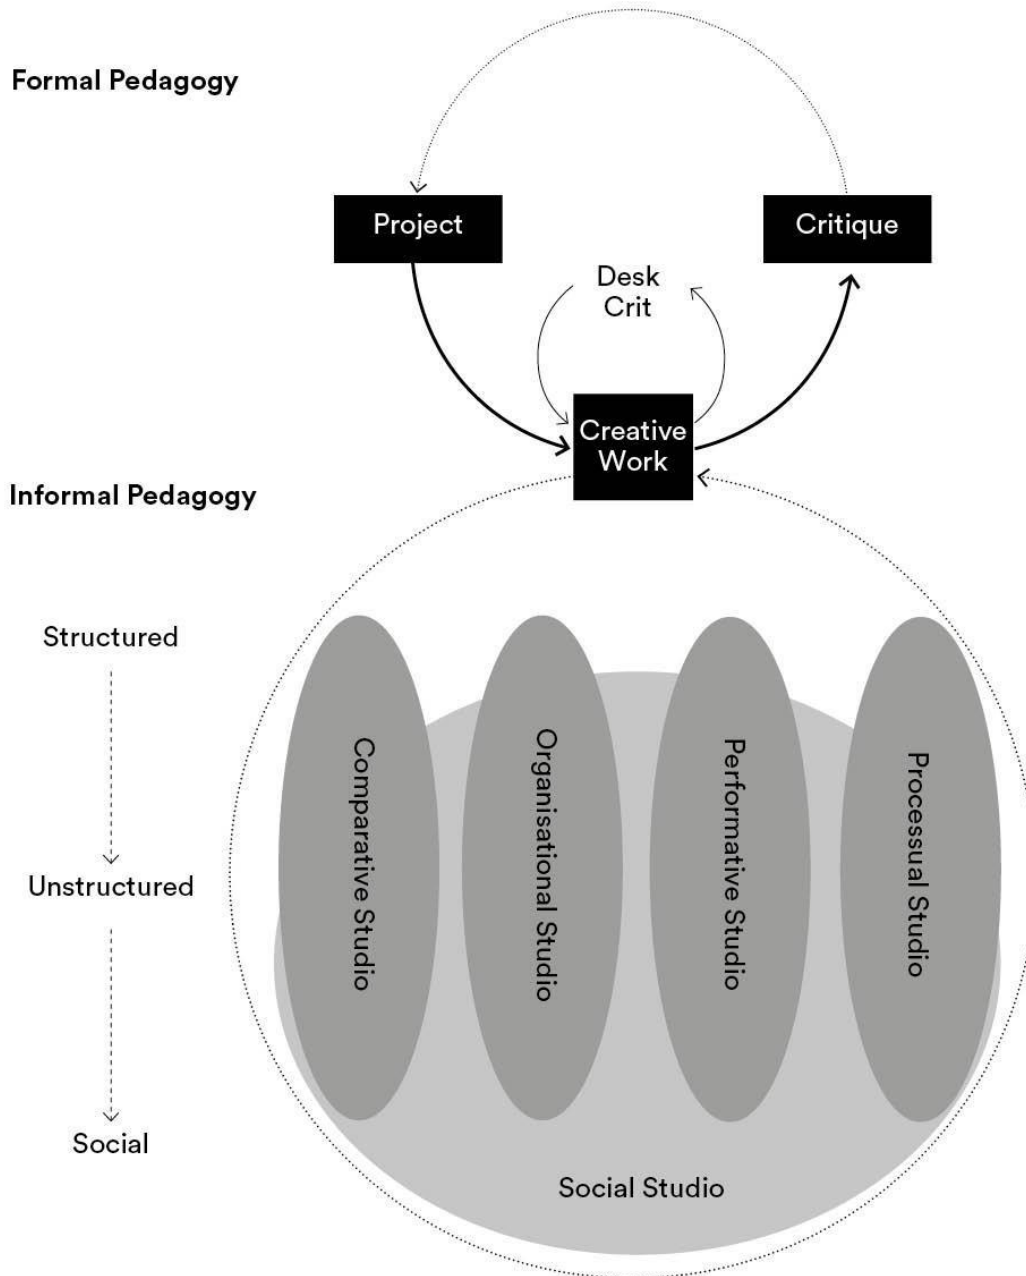 Formal Pedagogy
Project
Critique
Desk
Crit
Creative
Work
Informal Pedagogy
Structured
Unstructured
Social
Comparative Studio
Organisational Studio
Performative Studio
Processual Studio
Social Studio